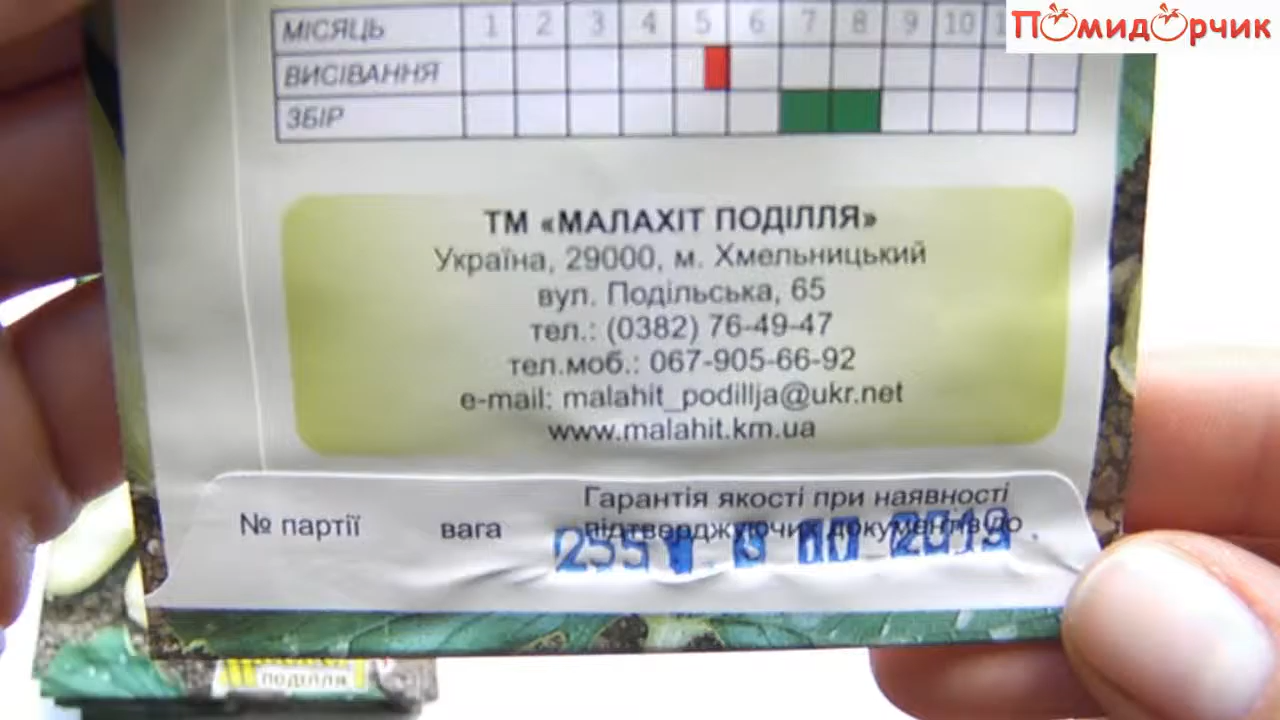 ПОМИДОРЧИК
МІСЯЦЬ 1 2 3 4 5 6 7 8 9 10
ВИСІВАННЯ
ЗБІР
ТМ «МАЛАХІТ ПОДІЛЛЯ»
Україна, 29000, м. Хмельницький
вул. Подільська, 65
тел.: (0382) 76-49-47
тел.моб.: 067-905-66-92
e-mail: malahit_podillja@ukr.net
www.malahit.km.ua
Гарантія якості при наявності
№ партії вага підтверджуючих документів до
2019
ПОДІЛЛЯ